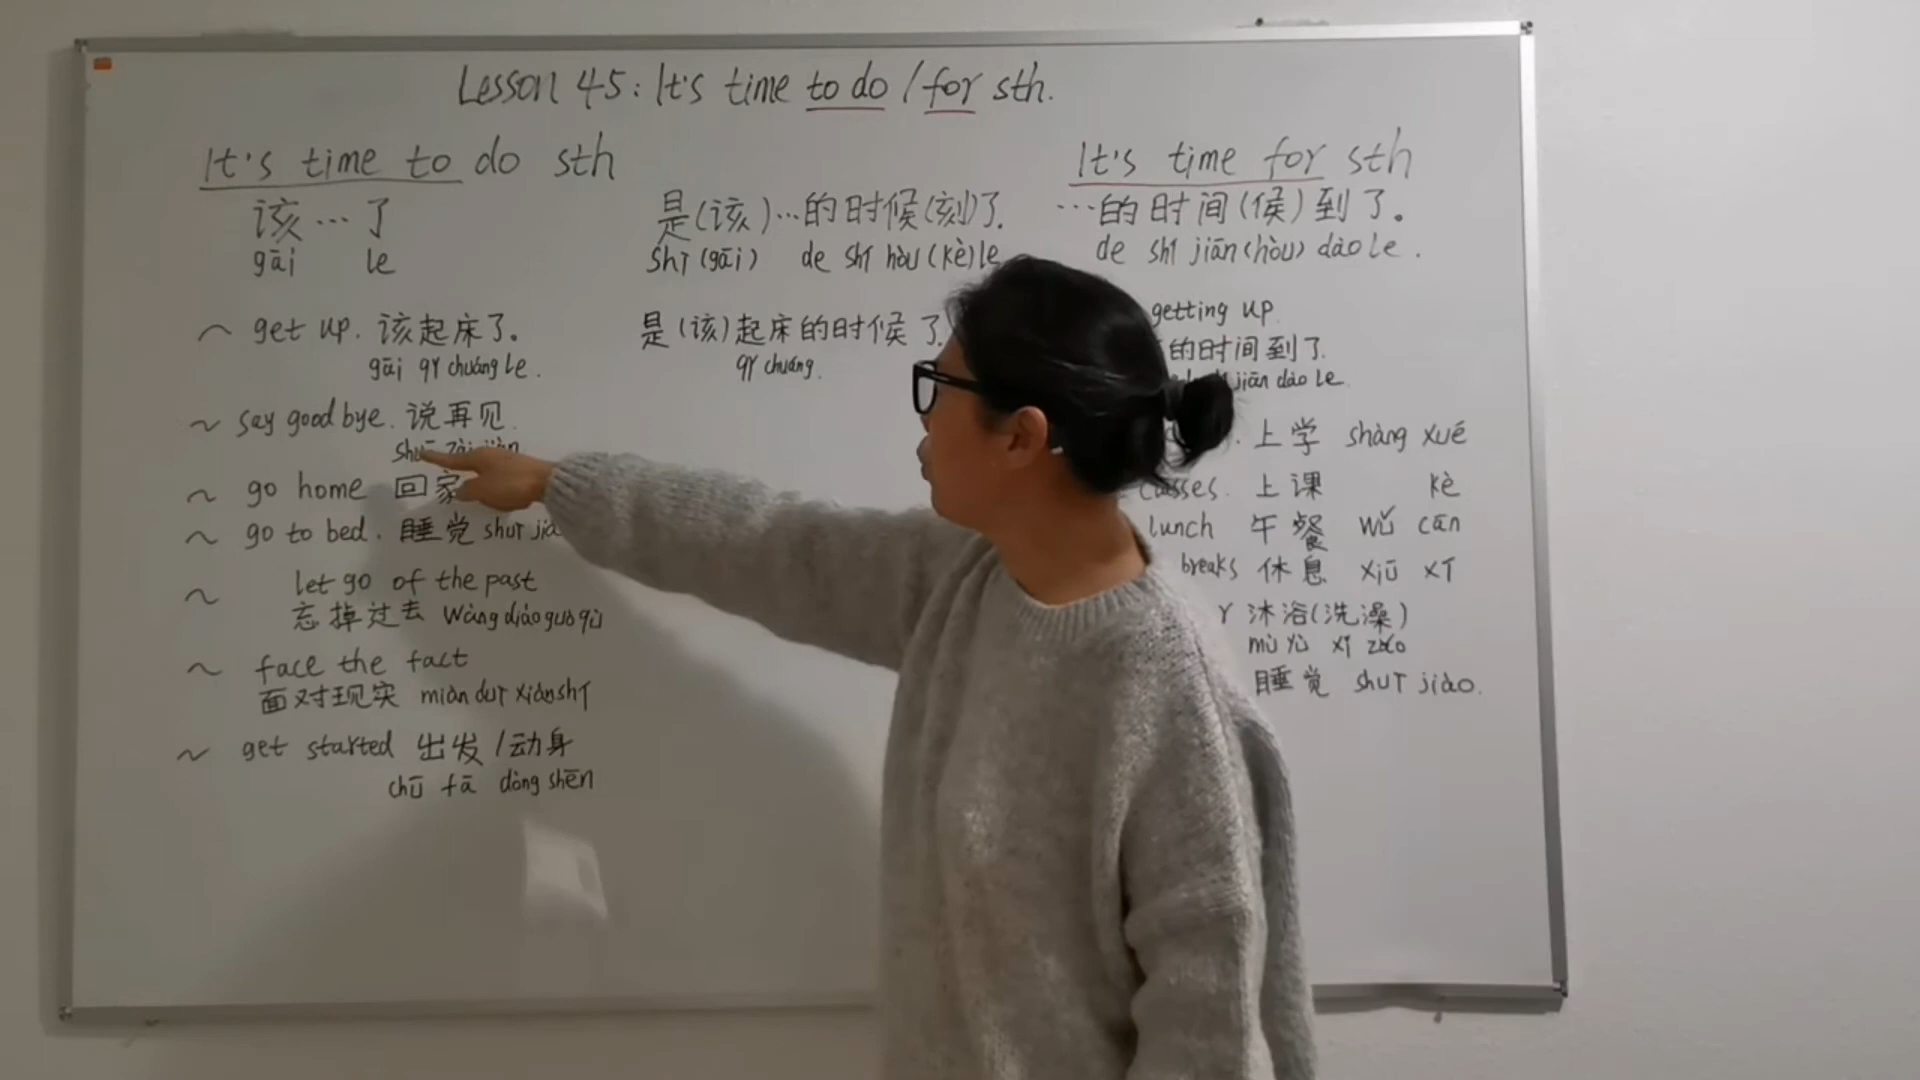 Lesson 45: It's time to do / for sth.
It's time to do sth
该…了
gāi le
~ get up. 该起床了。
gāi qǐ chuáng le.
~ say good bye. 说再见.
~ go home 回家
~ go to bed. 睡觉 shuì
~ let go of the past
忘掉过去 Wàng diào guò qù
~ face the fact
面对现实 miàn duì xiàn shí
~ get started 出发/动身
chū fā dòng shēn
是(该)…的时候(刻)了.
Shì (gāi) de shí hòu (kè) le
是(该)起床的时候了.
qǐ chuáng.
It's time for sth
…的时间(候)到了。
de shí jiān (hòu) dào le.
getting up.
的时间到了.
jiān dào le.
上学 shàng xué
上课 kè
lunch 午餐 wǔ cān
breaks 休息 xiū xī
沐浴(洗澡)
mù yù xǐ zǎo
睡觉 shuì jiào.